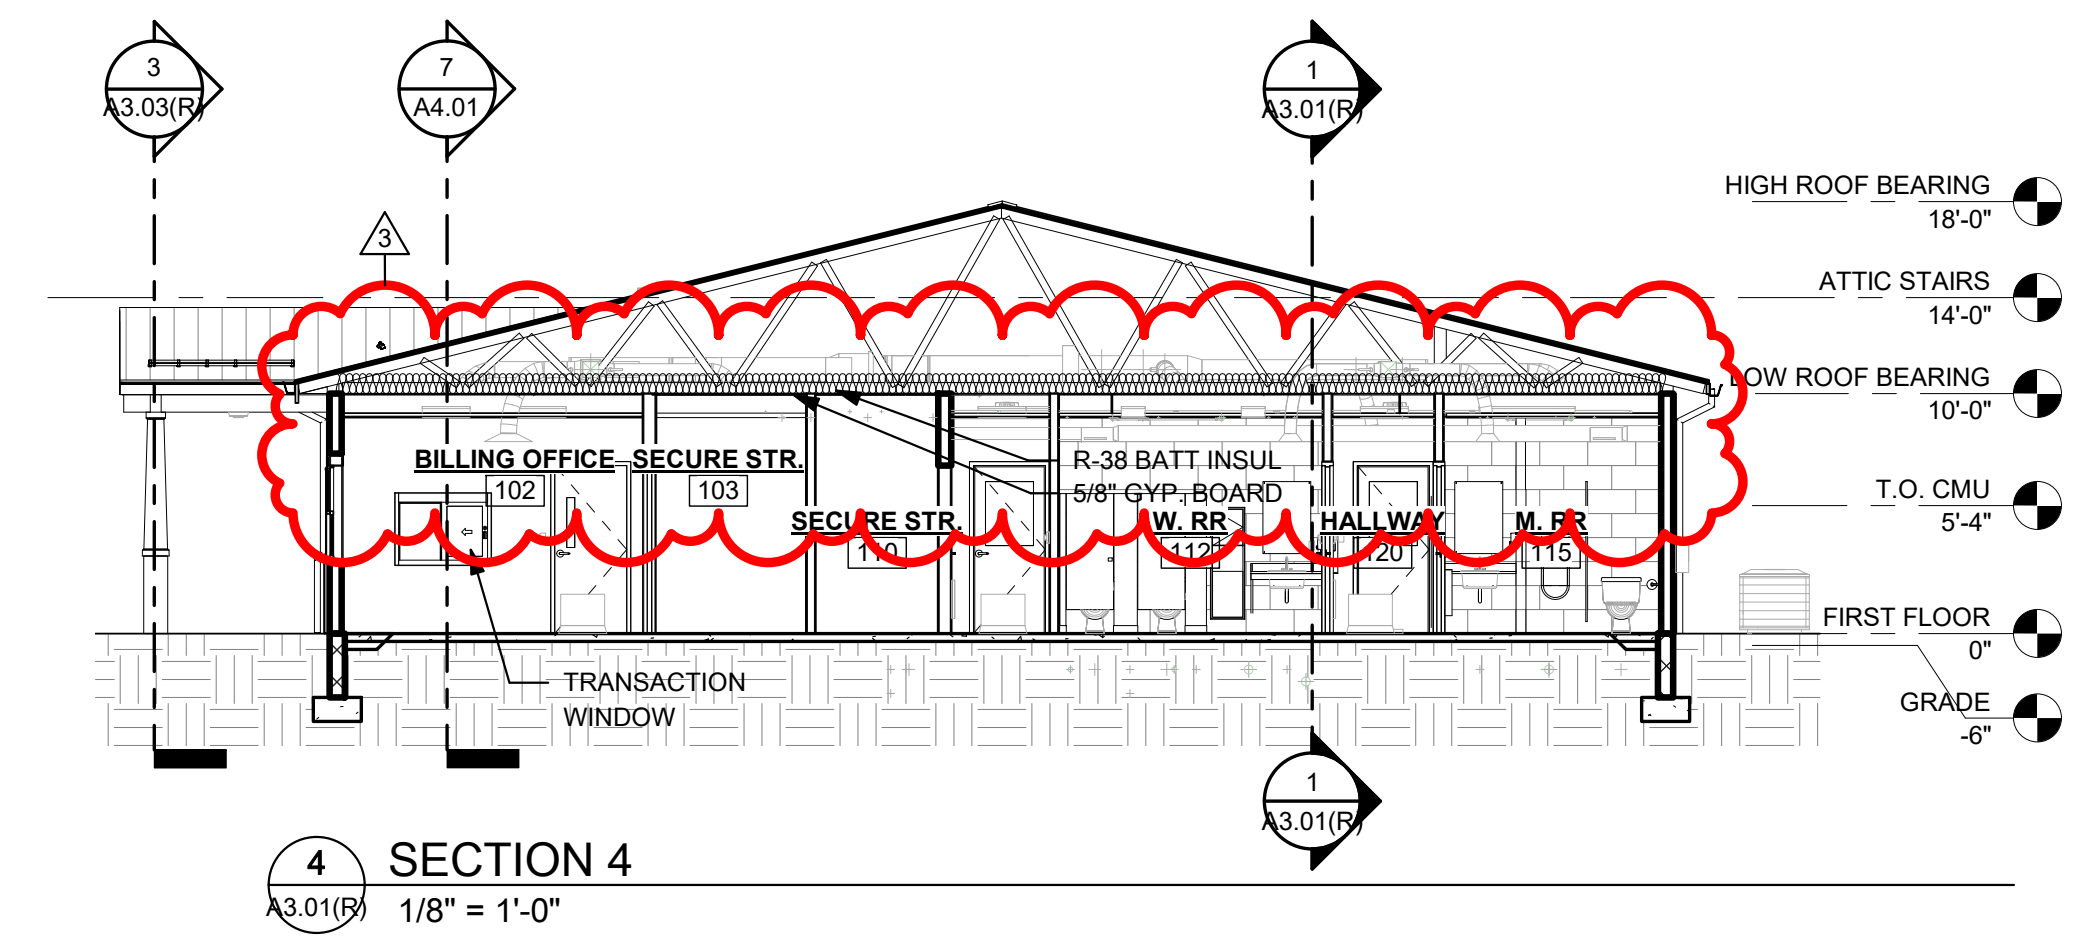 3
A3.03(R)
7
A4.01
1
A3.01(R)
HIGH ROOF BEARING
18'-0"
3
ATTIC STAIRS
14'-0"
LOW ROOF BEARING
10'-0"
BILLING OFFICE
102
SECURE STR.
103
R-38 BATT INSUL
5/8" GYP. BOARD
T.O. CMU
5'-4"
SECURE STR.
110
W. RR
112
HALLWAY
120
M. RR
115
FIRST FLOOR
0"
TRANSACTION
WINDOW
GRADE
-6"
1
A3.01(R)
4
A3.01(R)
SECTION 4
1/8" = 1'-0"